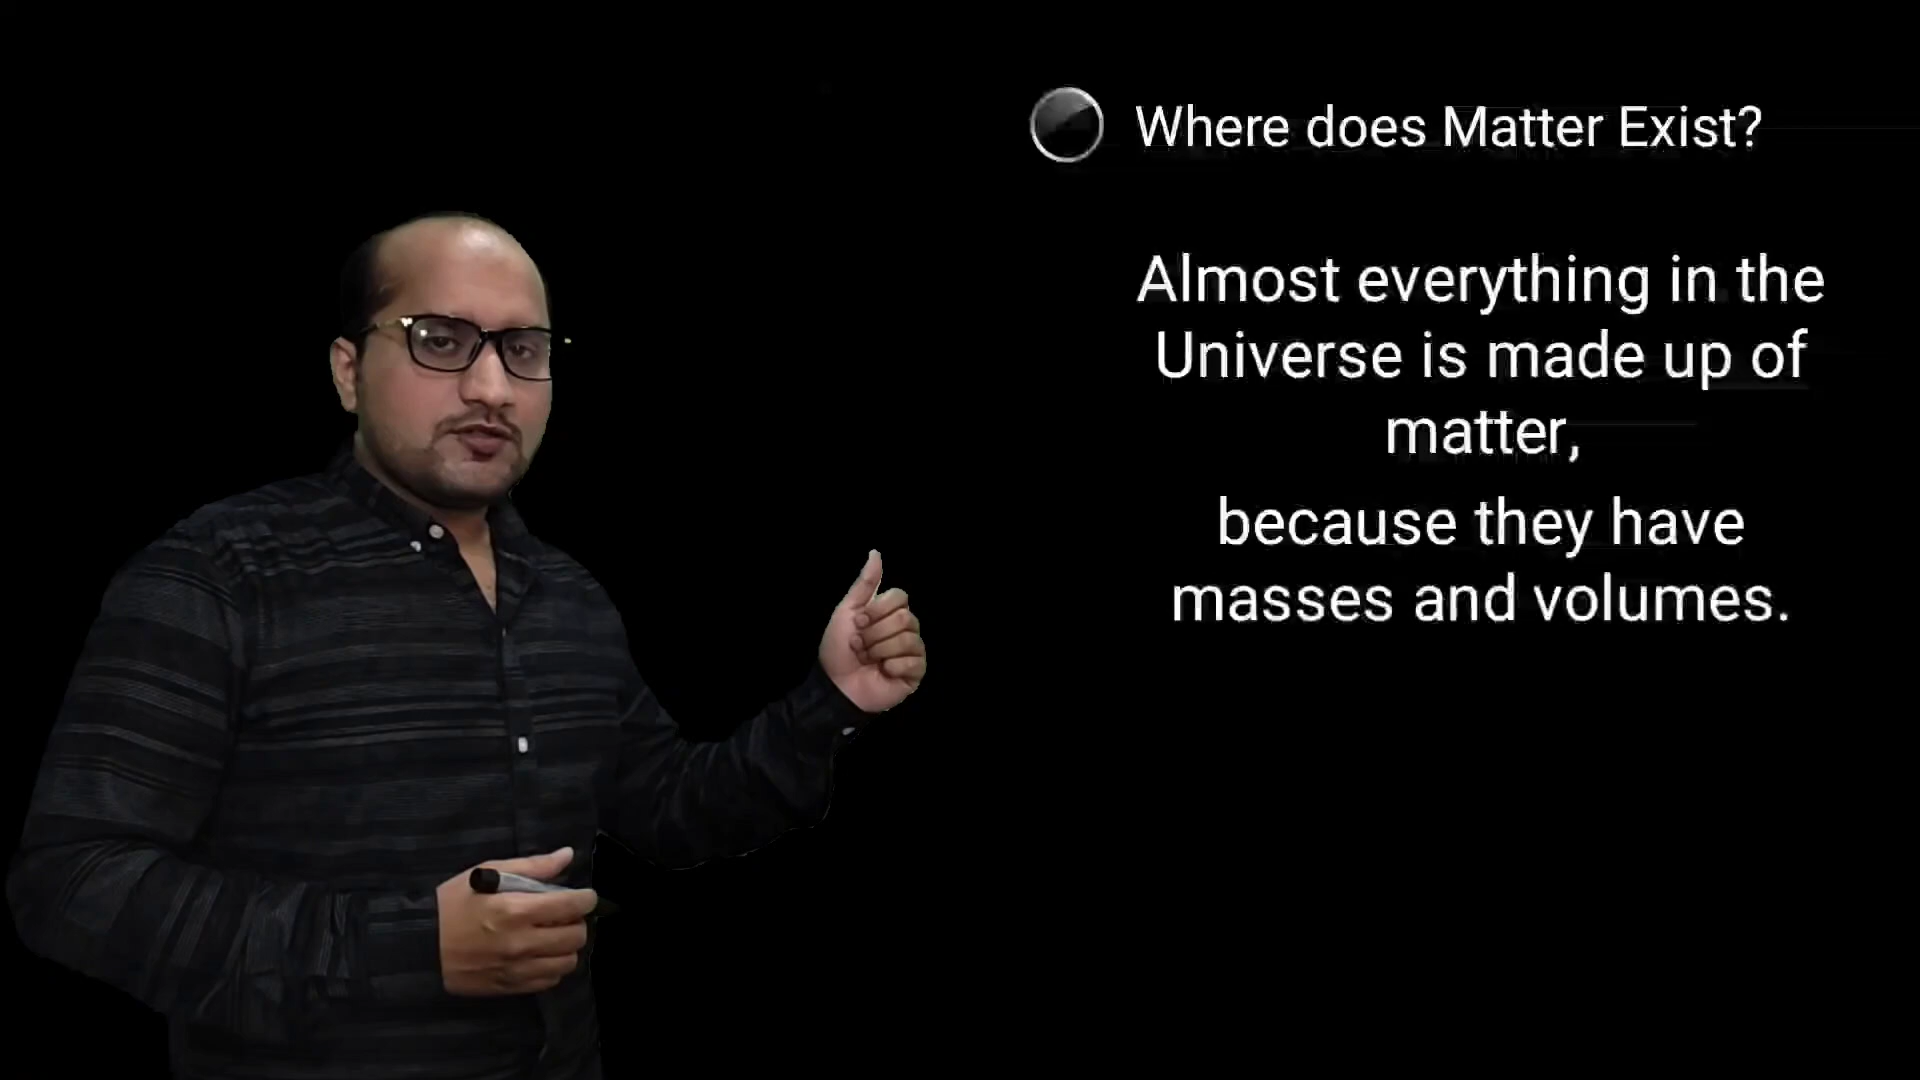 Where does Matter Exist?
Almost everything in the
Universe is made up of
matter,
because they have
masses and volumes.